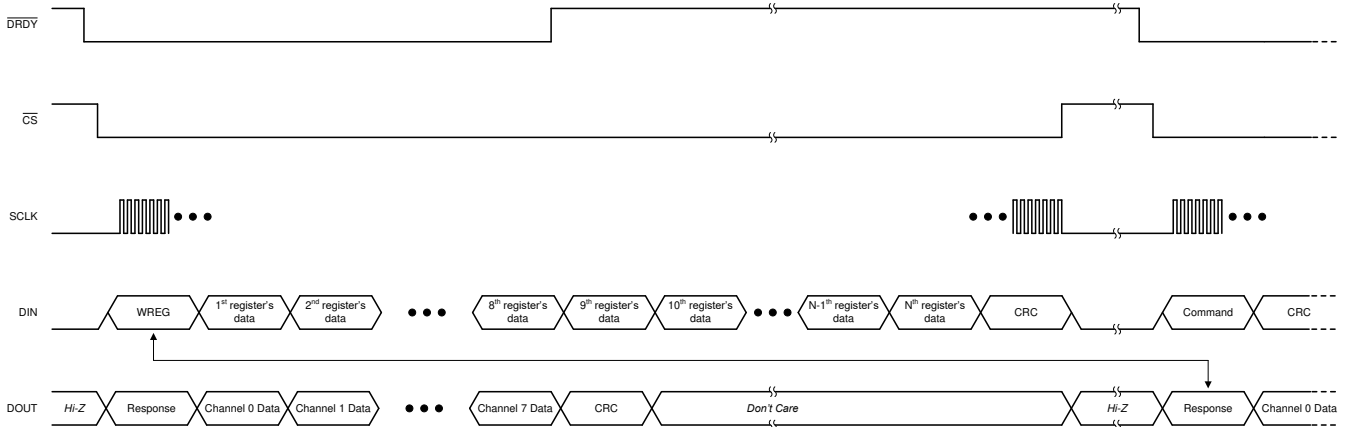 DRDY
CS
SCLK
DIN
WREG
1st register's
data
2nd register's
data
8th register's
data
9th register's
data
10th register's
data
N-1th register's
data
Nth register's
data
CRC
Command
CRC
DOUT
Hi-Z
Response
Channel 0 Data
Channel 1 Data
Channel 7 Data
CRC
Don't Care
Hi-Z
Response
Channel 0 Data